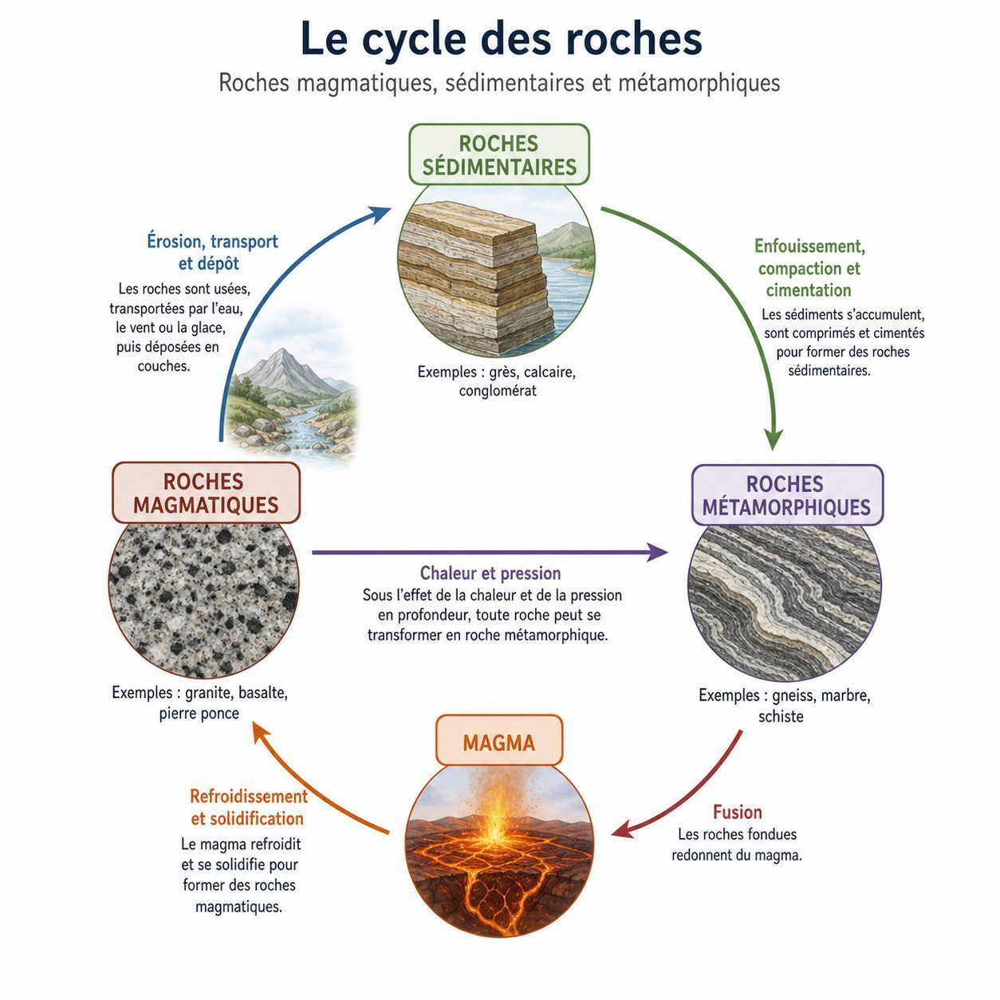 Le cycle des roches
Roches magmatiques, sédimentaires et métamorphiques
ROCHES
SÉDIMENTAIRES
Exemples : grès, calcaire,
conglomérat
Érosion, transport
et dépôt
Les roches sont usées,
transportées par l'eau,
le vent ou la glace,
puis déposées en
couches.
Enfouissement,
compaction et
cimentation
Les sédiments s'accumulent,
sont comprimés et cimentés
pour former des roches
sédimentaires.
ROCHES
MAGMATIQUES
Exemples : granite, basalte,
pierre ponce
Chaleur et pression
Sous l'effet de la chaleur et de la pression
en profondeur, toute roche peut se
transformer en roche métamorphique.
ROCHES
MÉTAMORPHIQUES
Exemples : gneiss, marbre,
schiste
MAGMA
Refroidissement
et solidification
Le magma refroidit
et se solidifie pour
former des roches
magmatiques.
Fusion
Les roches fondues
redonnent du magma.